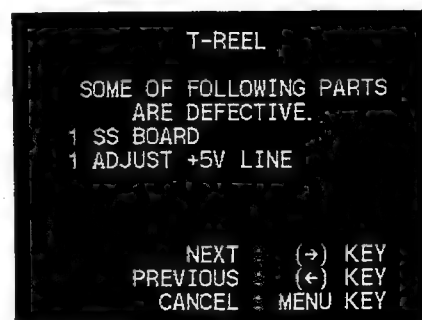 T-REEL
SOME OF FOLLOWING PARTS
ARE DEFECTIVE.
1 SS BOARD
1 ADJUST +5V LINE
NEXT : (→) KEY
PREVIOUS : (←) KEY
CANCEL : MENU KEY